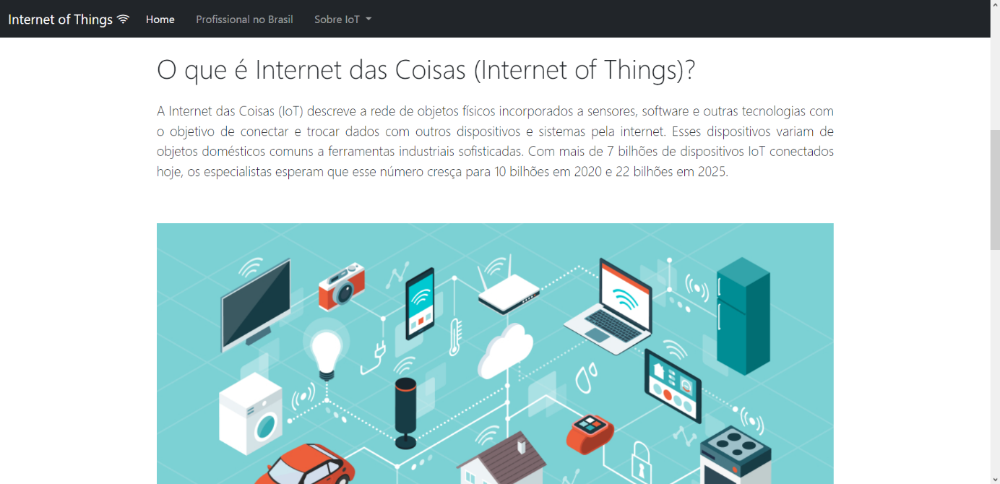 Internet of Things Home Profissional no Brasil Sobre IoT
O que é Internet das Coisas (Internet of Things)?
A Internet das Coisas (IoT) descreve a rede de objetos físicos incorporados a sensores, software e outras tecnologias com
o objetivo de conectar e trocar dados com outros dispositivos e sistemas pela internet. Esses dispositivos variam de
objetos domésticos comuns a ferramentas industriais sofisticadas. Com mais de 7 bilhões de dispositivos IoT conectados
hoje, os especialistas esperam que esse número cresça para 10 bilhões em 2020 e 22 bilhões em 2025.